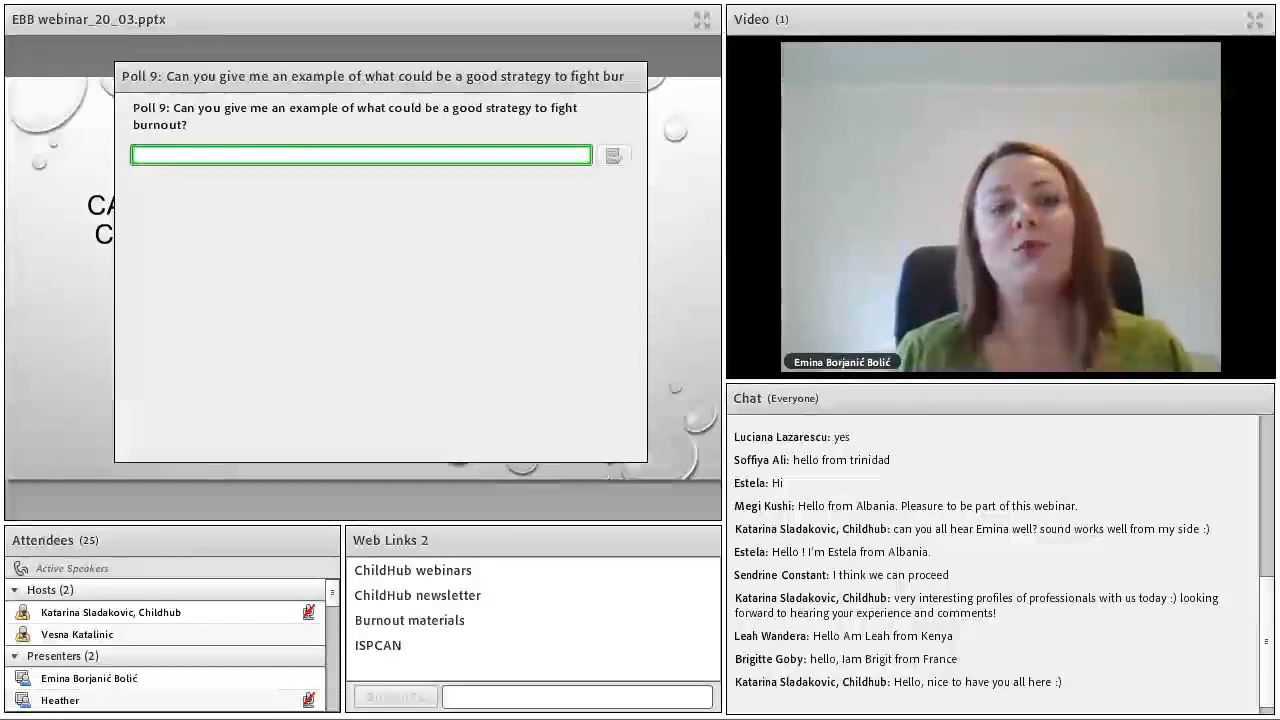 EBB webinar_20_03.pptx
Poll 9: Can you give me an example of what could be a good strategy to fight bur
Poll 9: Can you give me an example of what could be a good strategy to fight
burnout?
CA
C
Video (1)
Emina Borjanić Bolić
Chat (Everyone)
Luciana Lazarescu: yes
Soffiya Ali: hello from trinidad
Estela: Hi
Megi Kushi: Hello from Albania. Pleasure to be part of this webinar.
Katarina Sladakovic, Childhub: can you all hear Emina well? sound works well from my side :)
Estela: Hello ! I'm Estela from Albania.
Sendrine Constant: I think we can proceed
Katarina Sladakovic, Childhub: very interesting profiles of professionals with us today :) looking
forward to hearing your experience and comments!
Leah Wandera: Hello Am Leah from Kenya
Brigitte Goby: hello, Iam Brigit from France
Katarina Sladakovic, Childhub: Hello, nice to have you all here :)
Attendees (25)
Active Speakers
Hosts (2)
Katarina Sladakovic, Childhub
Vesna Katalinic
Presenters (2)
Emina Borjanić Bolić
Heather
Web Links 2
ChildHub webinars
ChildHub newsletter
Burnout materials
ISPCAN